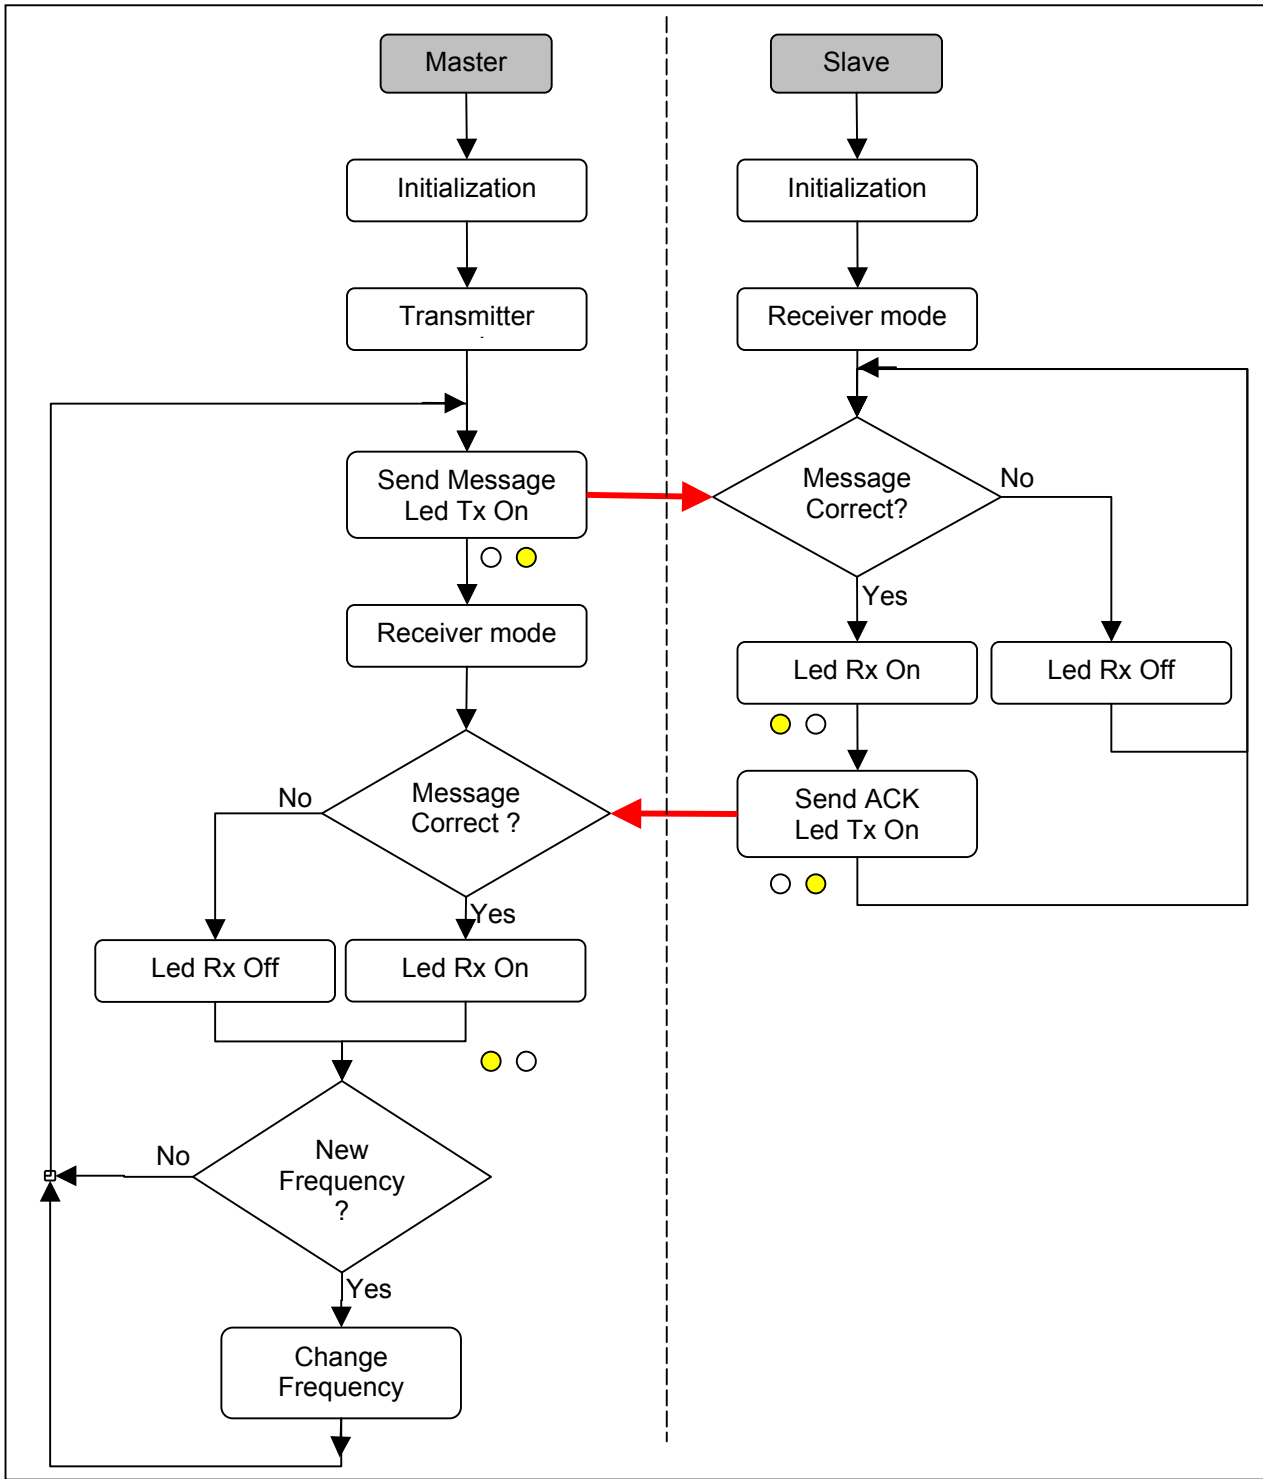 Master
Initialization
Transmitter
Send Message
Led Tx On
Receiver mode
Message
Correct ?
No
Yes
Led Rx Off
Led Rx On
New
Frequency
?
No
Yes
Change
Frequency
Slave
Initialization
Receiver mode
Message
Correct?
No
Yes
Led Rx On
Led Rx Off
Send ACK
Led Tx On